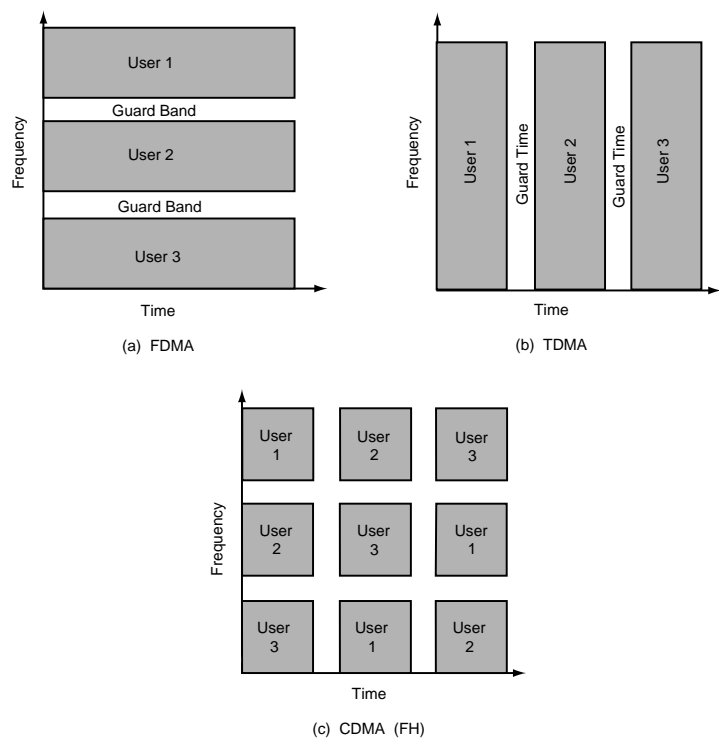 Frequency
User 1
Guard Band
User 2
Guard Band
User 3
Time
(a) FDMA
Frequency
User 1
Guard Time
User 2
Guard Time
User 3
Time
(b) TDMA
Frequency
User
1
User
2
User
3
User
2
User
3
User
1
User
3
User
1
User
2
Time
(c) CDMA (FH)